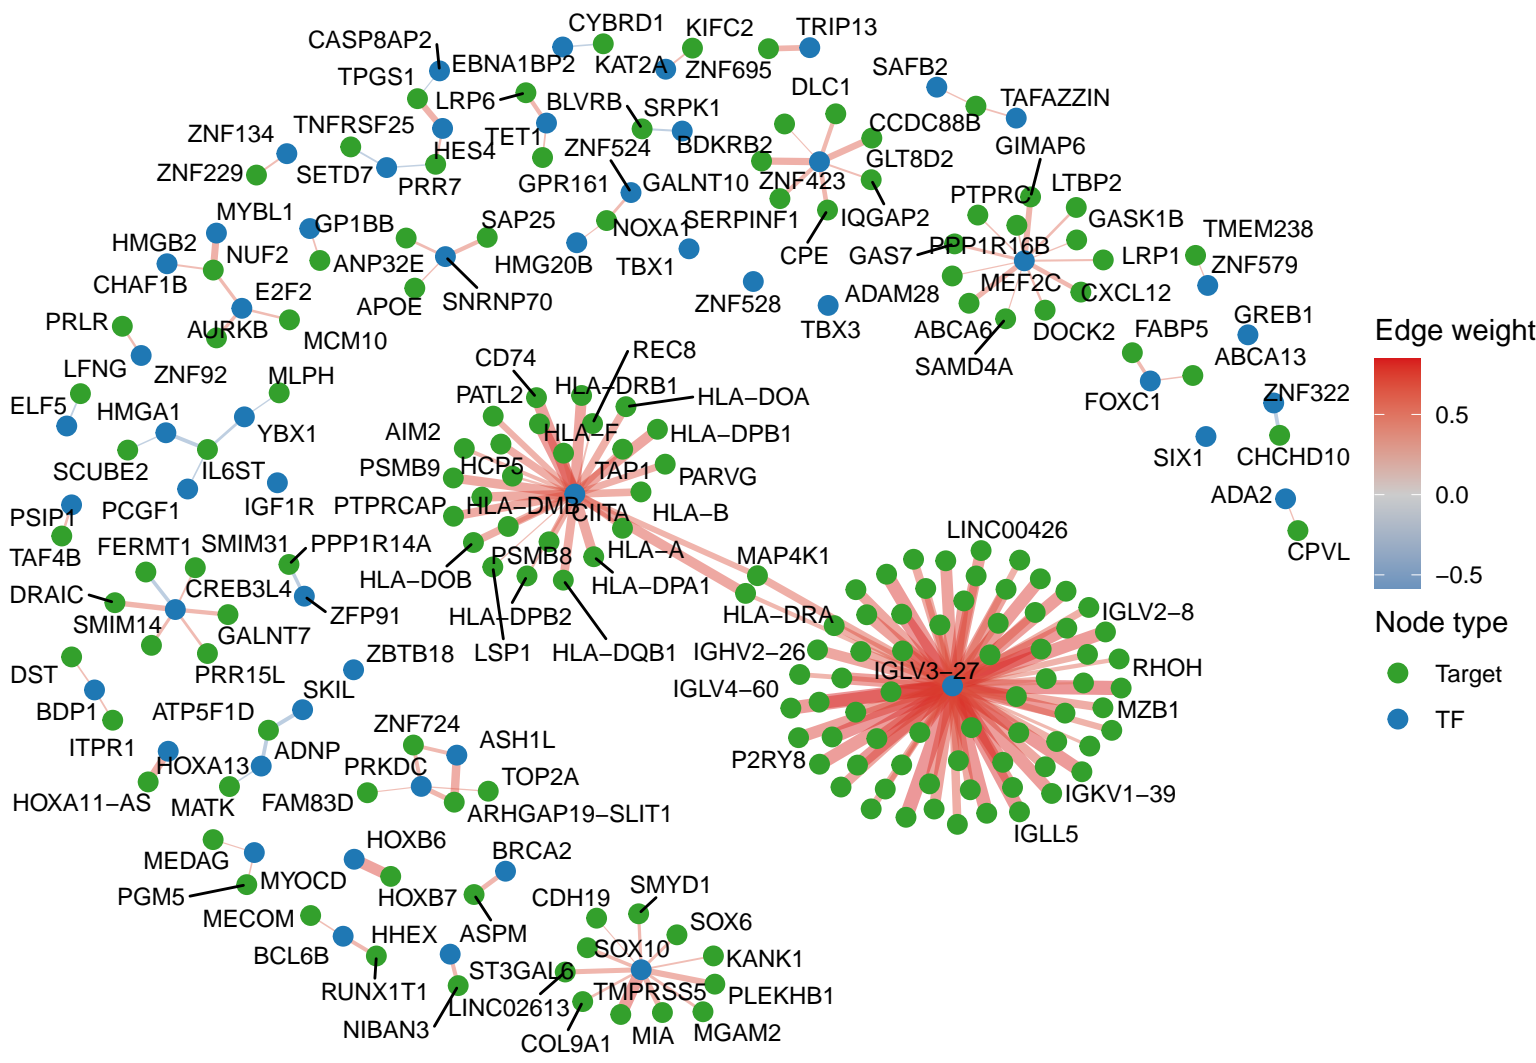 CYBRD1
KIFC2
TRIP13
CASP8AP2
EBNA1BP2
KAT2A
ZNF695
SAFB2
TPGS1
LRP6
BLVRB
SRPK1
DLC1
TAFAZZIN
ZNF134
TNFRSF25
TET1
ZNF524
BDKRB2
CCDC88B
GIMAP6
HES4
ZNF229
SETD7
PRR7
GPR161
GALNT10
ZNF423
GLT8D2
PTPRC
LTBP2
MYBL1
GP1BB
SAP25
NOXA1
SERPINF1
IQGAP2
GASK1B
TMEM238
HMGB2
NUF2
ANP32E
HMG20B
TBX1
CPE
GAS7
PPP1R16B
LRP1
ZNF579
CHAF1B
E2F2
APOE
SNRNP70
ZNF528
ADAM28
MEF2C
CXCL12
PRLR
AURKB
MCM10
TBX3
ABCA6
DOCK2
FABP5
GREB1
Edge weight
LFNG
ZNF92
MLPH
CD74
REC8
SAMD4A
ABCA13
PATL2
HLA−DRB1
HLA−DOA
FOXC1
ZNF322
ELF5
HMGA1
YBX1
AIM2
HLA−F
HLA−DPB1
0.5
SCUBE2
IL6ST
PSMB9
HCP5
TAP1
PARVG
SIX1
CHCHD10
0.0
PSIP1
PCGF1
IGF1R
PTPRCAP
HLA−DMB
CIITA
HLA−B
ADA2
TAF4B
FERMT1
SMIM31
PPP1R14A
PSMB8
HLA−A
MAP4K1
LINC00426
CPVL
−0.5
DRAIC
CREB3L4
HLA−DOB
HLA−DPA1
SMIM14
GALNT7
ZFP91
HLA−DPB2
HLA−DRA
IGLV2−8
Node type
DST
PRR15L
ZBTB18
LSP1
HLA−DQB1
IGHV2−26
IGLV3−27
RHOH
Target
BDP1
SKIL
IGLV4−60
MZB1
TF
ITPR1
ATP5F1D
ADNP
ZNF724
ASH1L
P2RY8
HOXA13
PRKDC
TOP2A
HOXA11−AS
MATK
FAM83D
ARHGAP19−SLIT1
IGKV1−39
IGLL5
MEDAG
HOXB6
BRCA2
PGM5
MYOCD
HOXB7
CDH19
SMYD1
MECOM
HHEX
ASPM
SOX10
SOX6
BCL6B
ST3GAL6
KANK1
RUNX1T1
LINC02613
TMPRSS5
PLEKHB1
NIBAN3
COL9A1
MIA
MGAM2